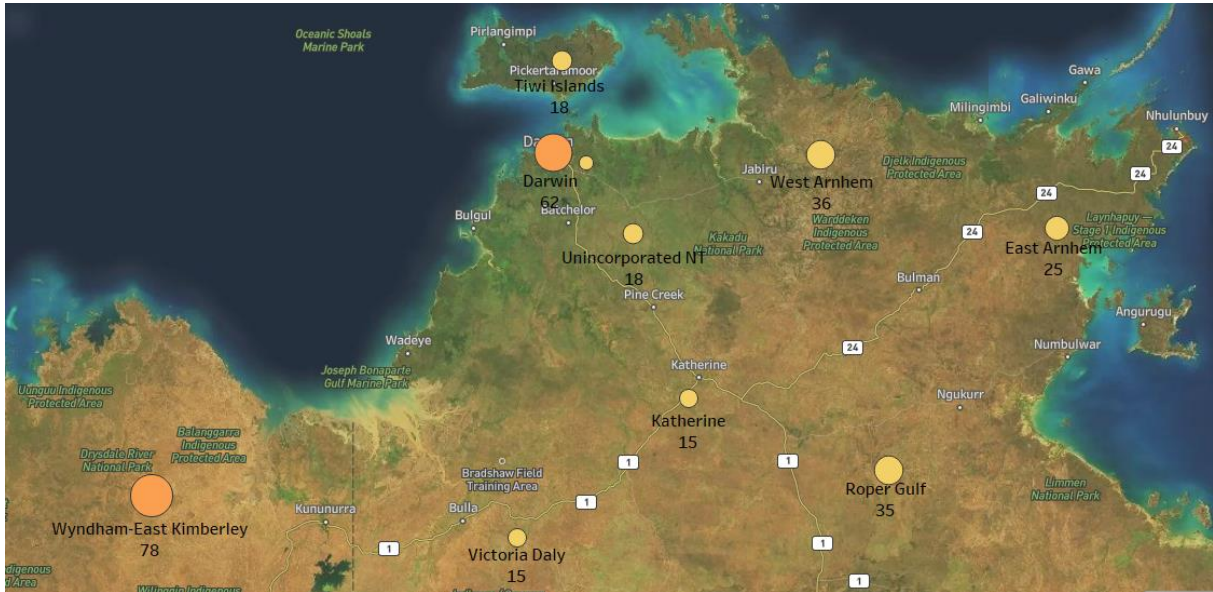 Oceanic Shoals
Marine Park
Pirlangimpi
Pickertaramoor
Tiwi Islands
18
Gawa
Galiwinku
Milingimbi
Nhulunbuy
24
24
24
24
24
Darwin
62
Batchelor
Bulgul
Jabiru
West Arnhem
36
Djelk Indigenous
Protected Area
Warddeken
Indigenous
Protected Area
Kakadu
National Park
Laynhapuy —
Stage 1 Indigenous
Protected Area
East Arnhem
25
Unincorporated NT
18
Pine Creek
Bulman
Angurugu
Numbulwar
Wadeye
Joseph Bonaparte
Gulf Marine Park
Katherine
Katherine
15
Ngukurr
Uunguu Indigenous
Protected Area
Balanggarra
Indigenous
Protected Area
Drysdale River
National Park
Bradshaw Field
Training Area
1
1
1
1
1
1
Roper Gulf
35
Limmen
National Park
Wyndham-East Kimberley
78
Kununurra
Bulla
Victoria Daly
15